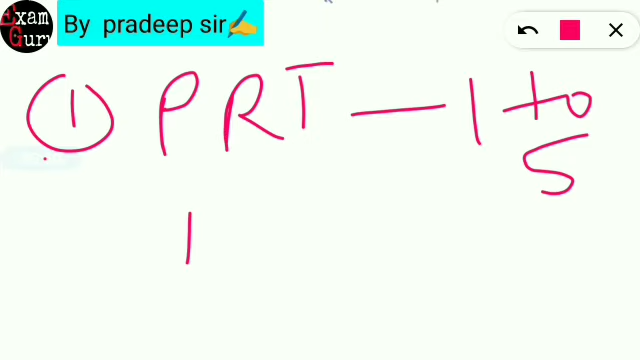 Exam
Guru
By pradeep sir✍
① PRT — 1 to
5
1